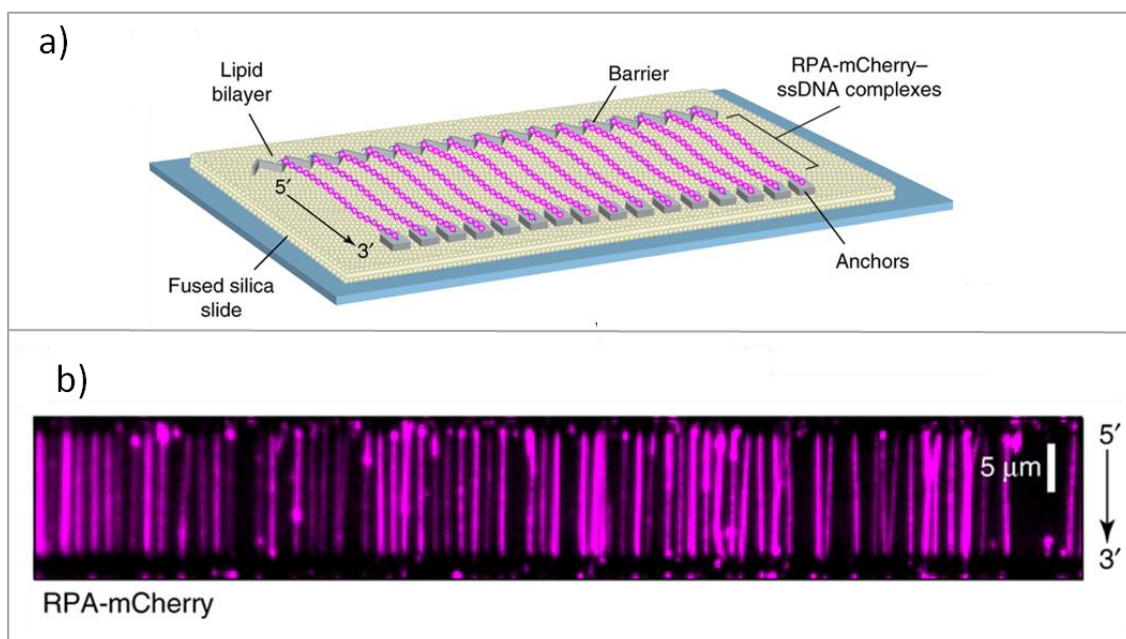 a)
Lipid
bilayer
Barrier
RPA-mCherry–
ssDNA complexes
5′
3′
Fused silica
slide
Anchors
b)
5′
5 μm
3′
RPA-mCherry